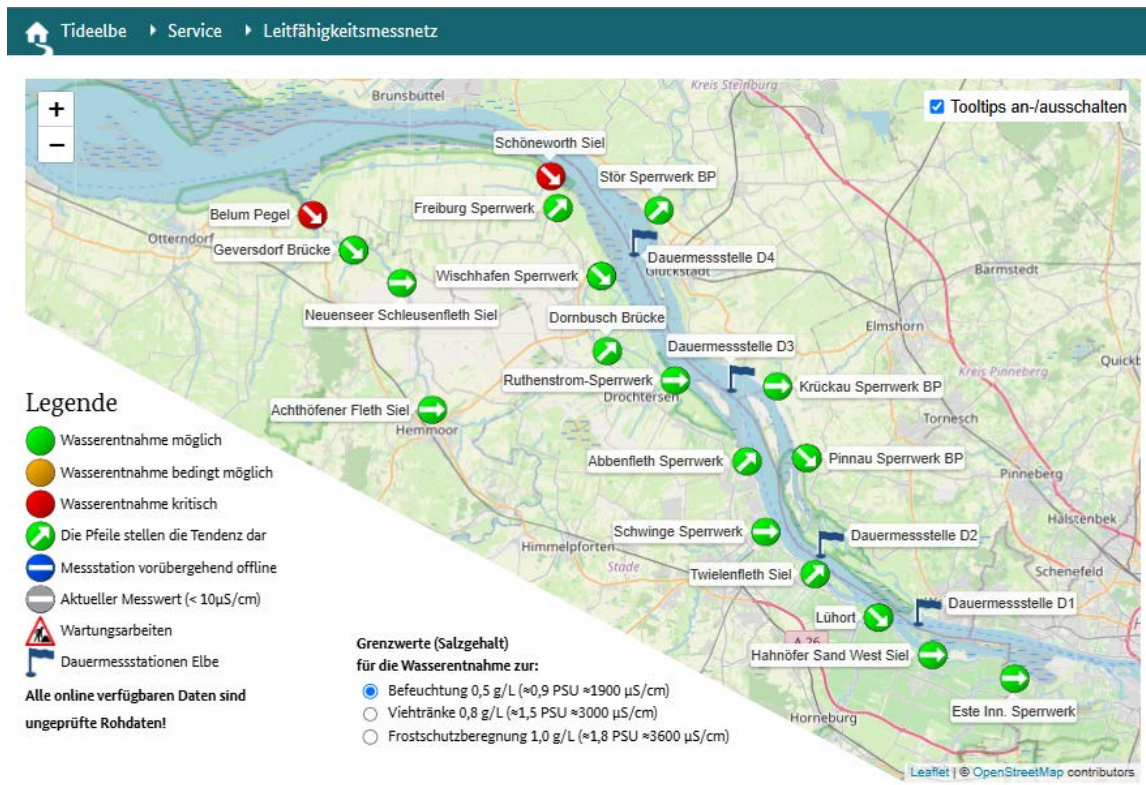 Tideelbe
Service
Leitfähigkeitsmessnetz
+
−
Tooltips an-/ausschalten
Kreis Steinburg
Brunsbüttel
Schöneworth Siel
Stör Sperrwerk BP
Freiburg Sperrwerk
Belum Pegel
Otterndorf
Geversdorf Brücke
Dauermessstelle D4
Glückstadt
Wischhafen Sperrwerk
Barmstedt
Neuenseer Schleusenfleth Siel
Dornbusch Brücke
Elmshorn
Dauermessstelle D3
Quickb
Kreis Pinneberg
Ruthenstrom-Sperrwerk
Krückau Sperrwerk BP
Drochtersen
Achthöfener Fleth Siel
Hemmoor
Tornesch
Abbenfleth Sperrwerk
Pinnau Sperrwerk BP
Pinneberg
Halstenbek
Schwinge Sperrwerk
Dauermessstelle D2
Himmelpforten
Stade
Twielenfleth Siel
Schenefeld
Dauermessstelle D1
Lühort
A 26
Hahnöfer Sand West Siel
Este Inn. Sperrwerk
Horneburg
Legende
Wasserentnahme möglich
Wasserentnahme bedingt möglich
Wasserentnahme kritisch
Die Pfeile stellen die Tendenz dar
Messstation vorübergehend offline
Aktueller Messwert (< 10µS/cm)
Wartungsarbeiten
Dauermessstationen Elbe
Alle online verfügbaren Daten sind
ungeprüfte Rohdaten!
Grenzwerte (Salzgehalt)
für die Wasserentnahme zur:
Befeuchtung 0,5 g/L (≈0,9 PSU ≈1900 µS/cm)
Viehtränke 0,8 g/L (≈1,5 PSU ≈3000 µS/cm)
Frostschutzberegnung 1,0 g/L (≈1,8 PSU ≈3600 µS/cm)
Leaflet | © OpenStreetMap contributors